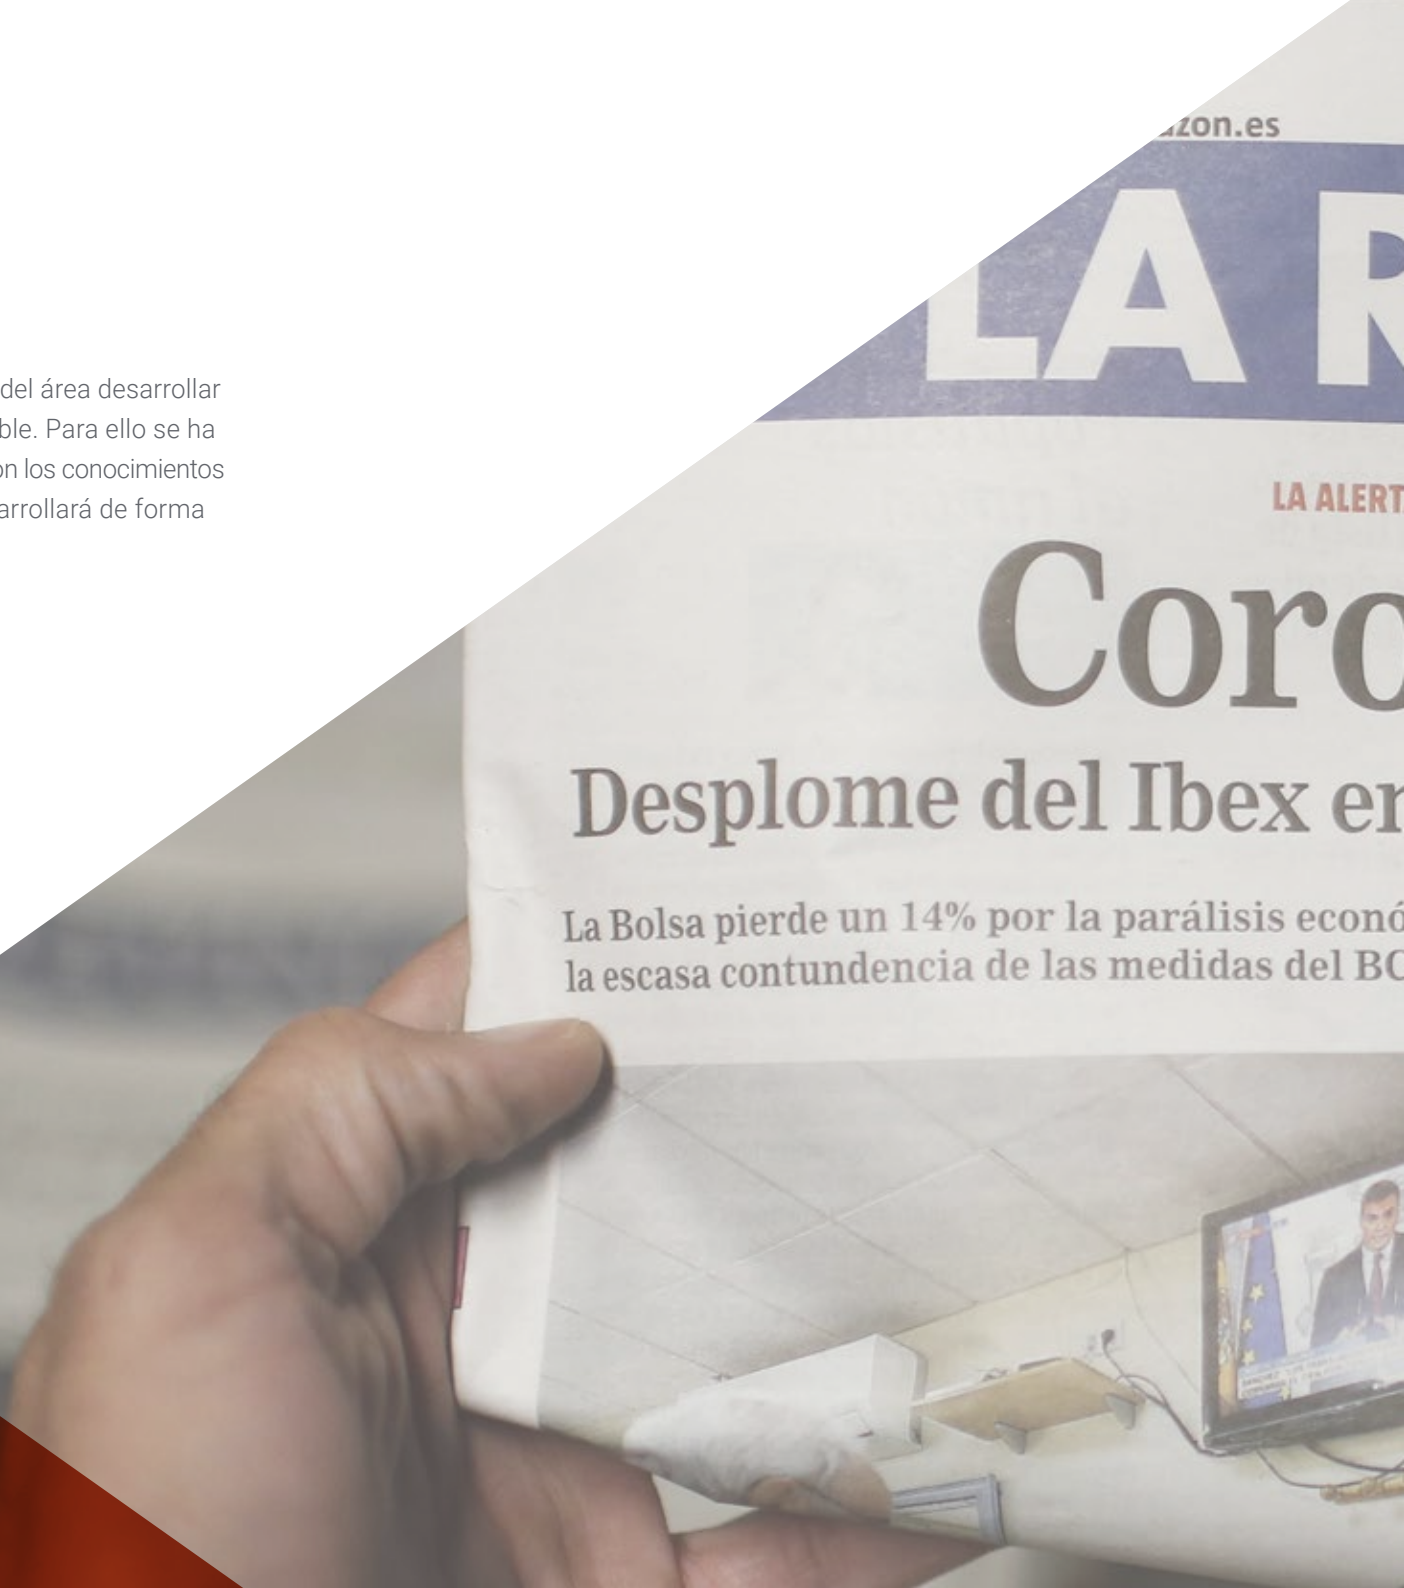 del área desarrollar
ble. Para ello se ha
on los conocimientos
arrollará de forma
zon.es
LA R
LA ALERT
Coro
Desplome del Ibex en
La Bolsa pierde un 14% por la parálisis econó
la escasa contundencia de las medidas del BC